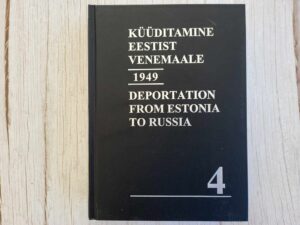 KÜÜDITAMINE
EESTIST
VENEMAALE
1949
DEPORTATION
FROM ESTONIA
TO RUSSIA
4